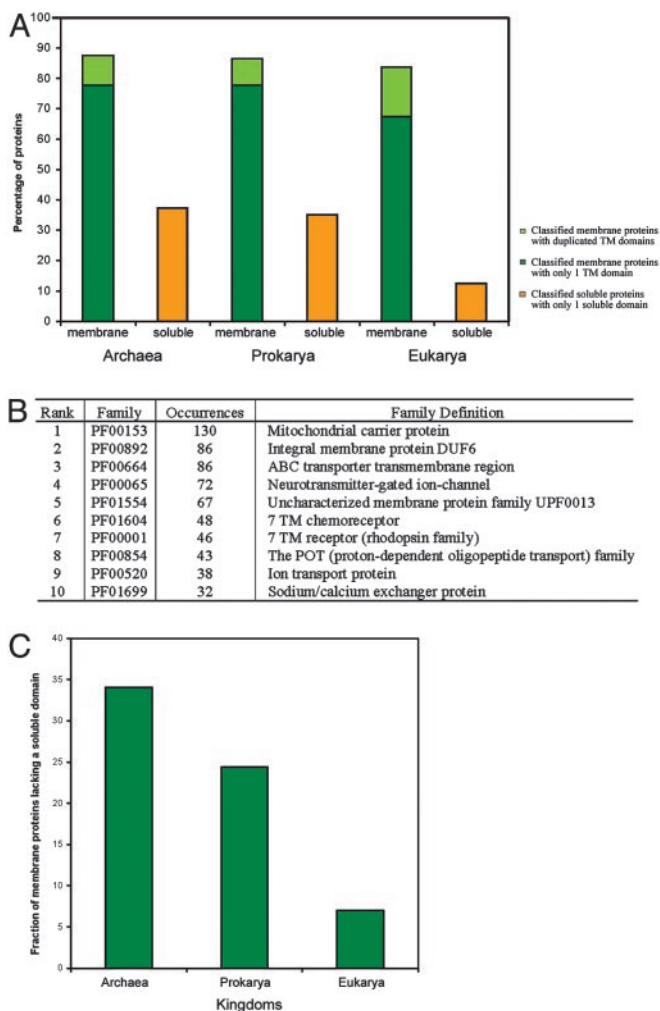 A
100
90
80
70
60
50
40
30
20
10
0
Percentage of proteins
membrane soluble membrane soluble membrane soluble
Archaea Prokarya Eukarya
Classified membrane proteins
with duplicated TM domains
Classified membrane proteins
with only 1 TM domain
Classified soluble proteins
with only 1 soluble domain
B
Rank Family Occurrences Family Definition
1 PF00153 130 Mitochondrial carrier protein
2 PF00892 86 Integral membrane protein DUF6
3 PF00664 86 ABC transporter transmembrane region
4 PF00065 72 Neurotransmitter-gated ion-channel
5 PF01554 67 Uncharacterized membrane protein family UPF0013
6 PF01604 48 7 TM chemoreceptor
7 PF00001 46 7 TM receptor (rhodopsin family)
8 PF00854 43 The POT (proton-dependent oligopeptide transport) family
9 PF00520 38 Ion transport protein
10 PF01699 32 Sodium/calcium exchanger protein
C
40
35
30
25
20
15
10
5
0
Fraction of membrane proteins lacking a soluble domain
Archaea Prokarya Eukarya
Kingdoms